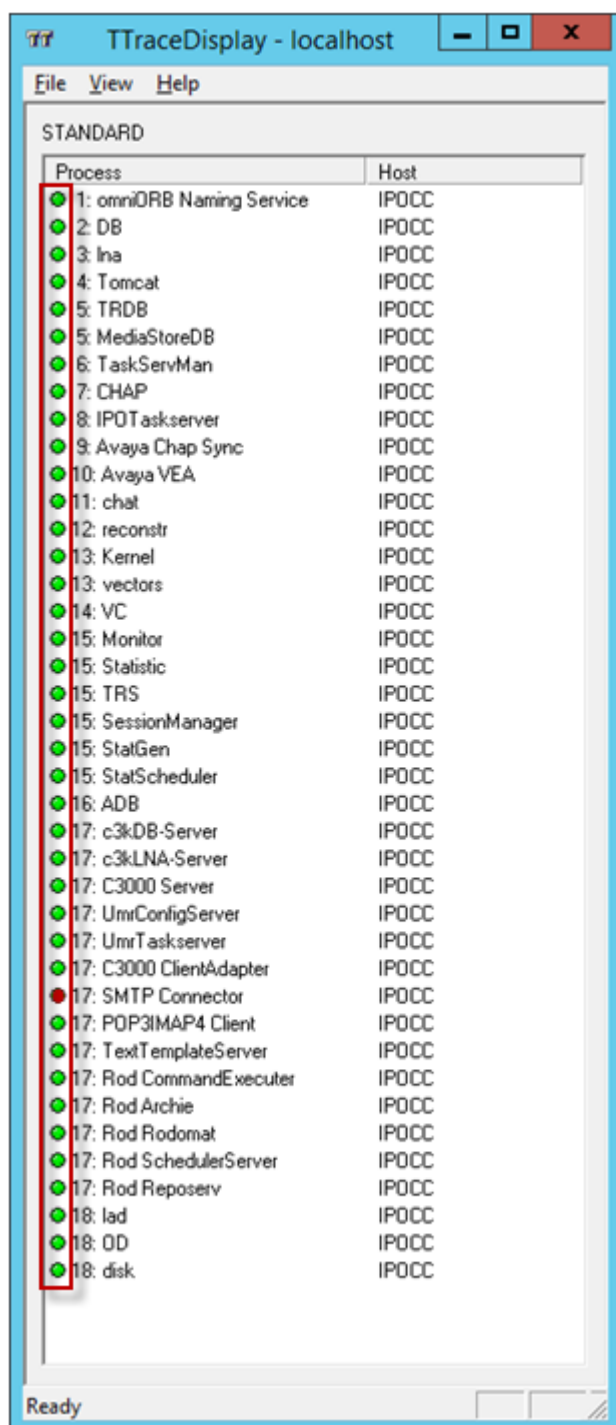 TTraceDisplay - localhost
File View Help
STANDARD
Process Host
1: omniORB Naming Service IPOCC
2: DB IPOCC
3: lna IPOCC
4: Tomcat IPOCC
5: TRDB IPOCC
5: MediaStoreDB IPOCC
6: TaskServMan IPOCC
7: CHAP IPOCC
8: IPOTaskserver IPOCC
9: Avaya Chap Sync IPOCC
10: Avaya VEA IPOCC
11: chat IPOCC
12: reconstr IPOCC
13: Kernel IPOCC
13: vectors IPOCC
14: VC IPOCC
15: Monitor IPOCC
15: Statistic IPOCC
15: TRS IPOCC
15: SessionManager IPOCC
15: StatGen IPOCC
15: StatScheduler IPOCC
16: ADB IPOCC
17: c3kDB-Server IPOCC
17: c3kLNA-Server IPOCC
17: C3000 Server IPOCC
17: UmrConfigServer IPOCC
17: UmrTaskserver IPOCC
17: C3000 ClientAdapter IPOCC
17: SMTP Connector IPOCC
17: POP3IMAP4 Client IPOCC
17: TextTemplateServer IPOCC
17: Rod CommandExecuter IPOCC
17: Rod Archie IPOCC
17: Rod Rodomat IPOCC
17: Rod SchedulerServer IPOCC
17: Rod Reposerv IPOCC
18: lad IPOCC
18: OD IPOCC
18: disk IPOCC
Ready